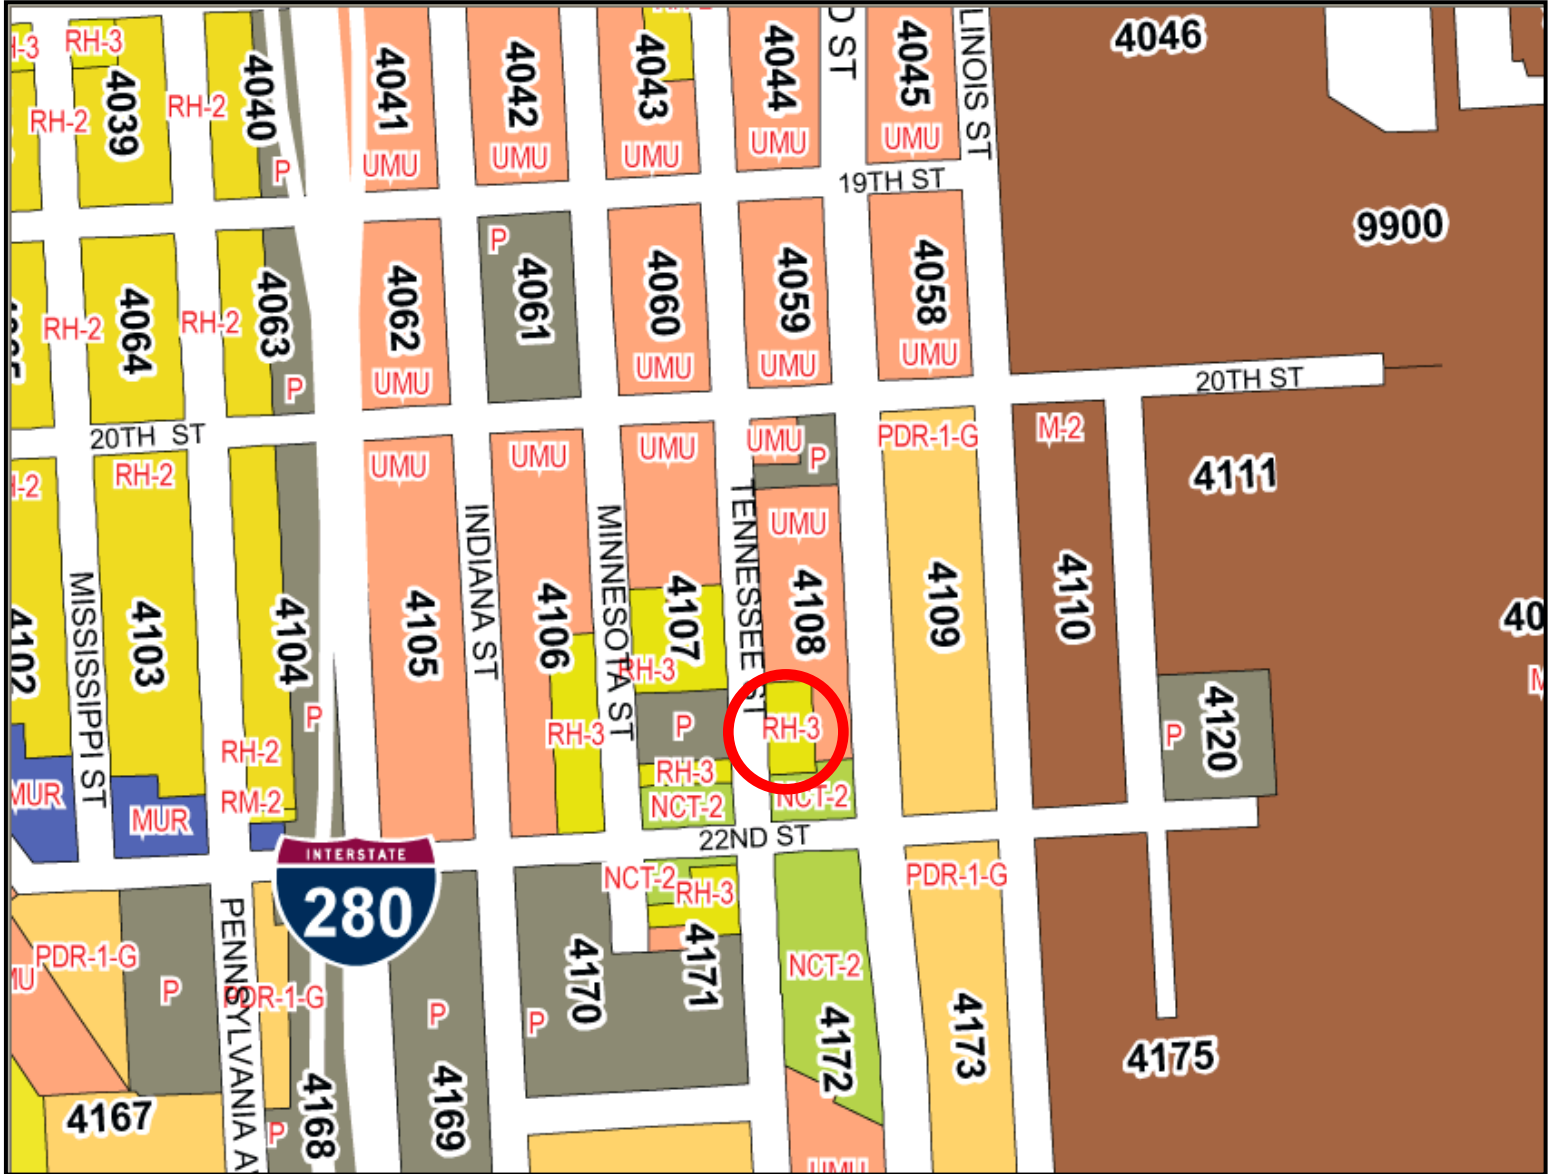 RH-3
4039
RH-2
RH-2
4040
P
4041
UMU
4042
UMU
4043
UMU
4044
UMU
4045
UMU
ST
4046
19TH ST
9900
RH-2
4064
RH-2
4063
P
4062
UMU
P
4061
4060
UMU
4059
UMU
4058
UMU
20TH ST
20TH ST
RH-2
4102
MUR
MISSISSIPPI ST
4103
MUR
4104
P
RH-2
RM-2
UMU
4105
INDIANA ST
UMU
4106
RH-3
MINNESOTA ST
UMU
4107
RH-3
P
RH-3
NCT-2
TENNESSEE ST
UMU
P
UMU
4108
RH-3
NCT-2
PDR-1-G
4109
M-2
4110
4111
P
4120
22ND ST
INTERSTATE
280
PDR-1-G
P
4167
PENNSYLVANIA
PDR-1-G
P
4168
P
4169
P
4170
NCT-2
RH-3
4171
NCT-2
4172
UMU
PDR-1-G
4173
4175